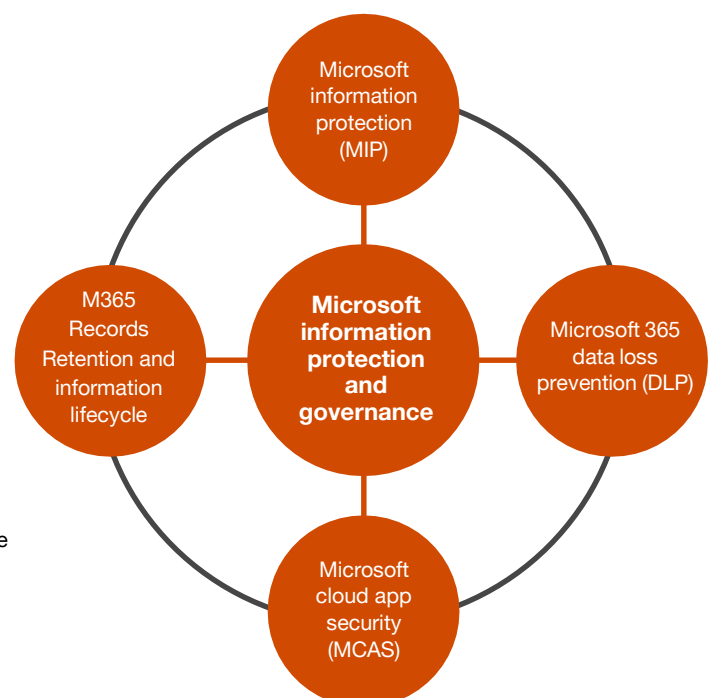 Microsoft
information
protection
(MIP)
M365
Records
Retention and
information
lifecycle
Microsoft
information
protection
and
governance
Microsoft 365
data loss
prevention (DLP)
e
Microsoft
cloud app
security
(MCAS)